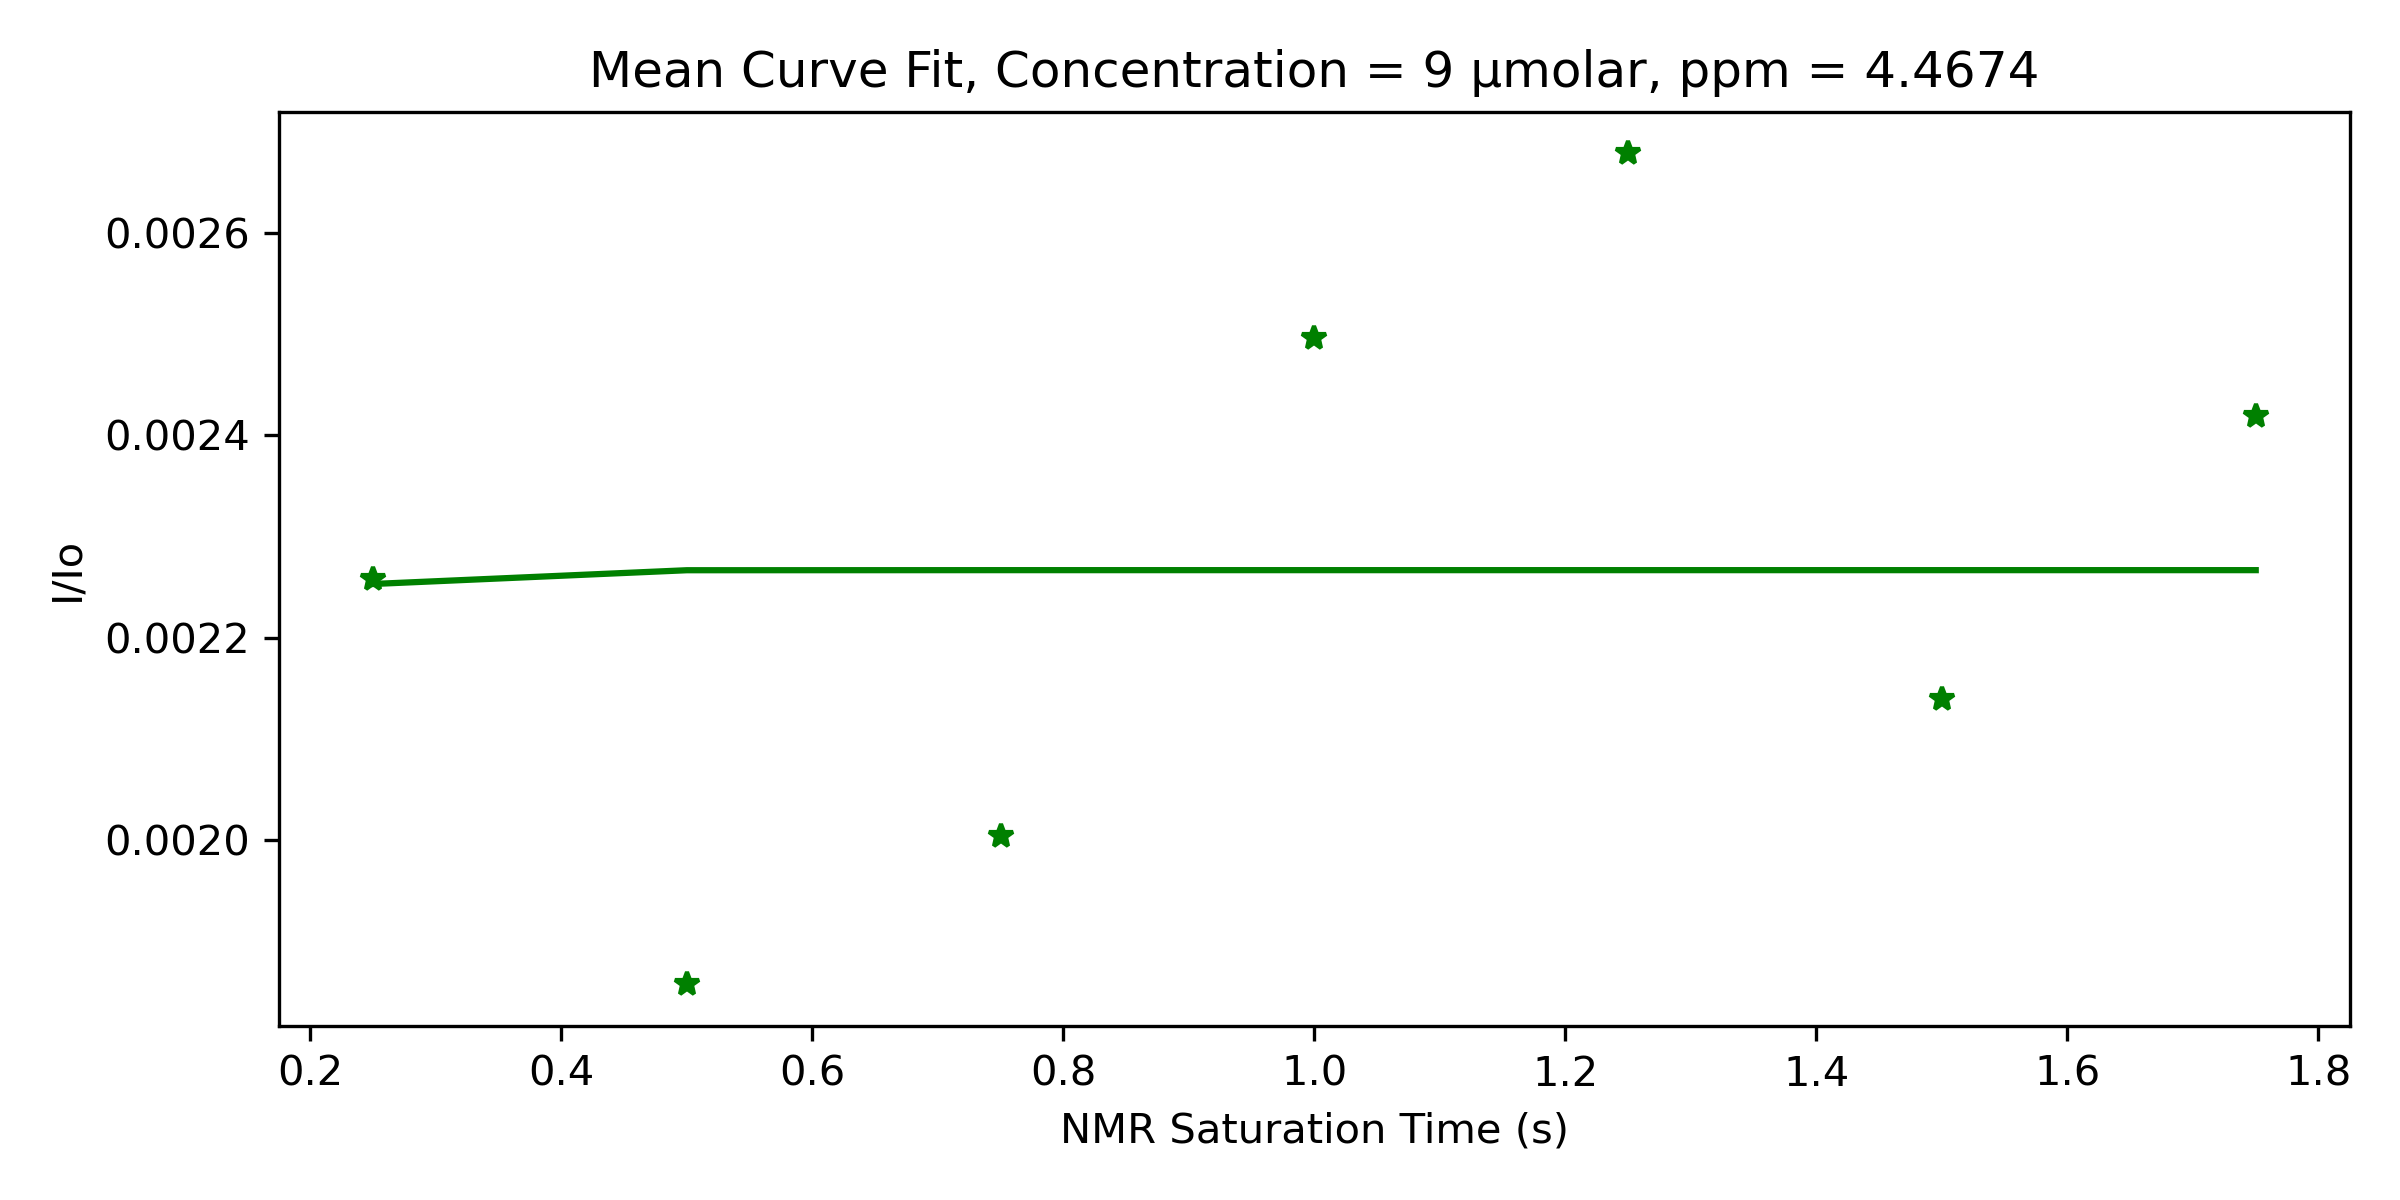 Mean Curve Fit, Concentration = 9 µmolar, ppm = 4.4674
0.0026
0.0024
0.0022
0.0020
I/Io
0.2 0.4 0.6 0.8 1.0 1.2 1.4 1.6 1.8
NMR Saturation Time (s)